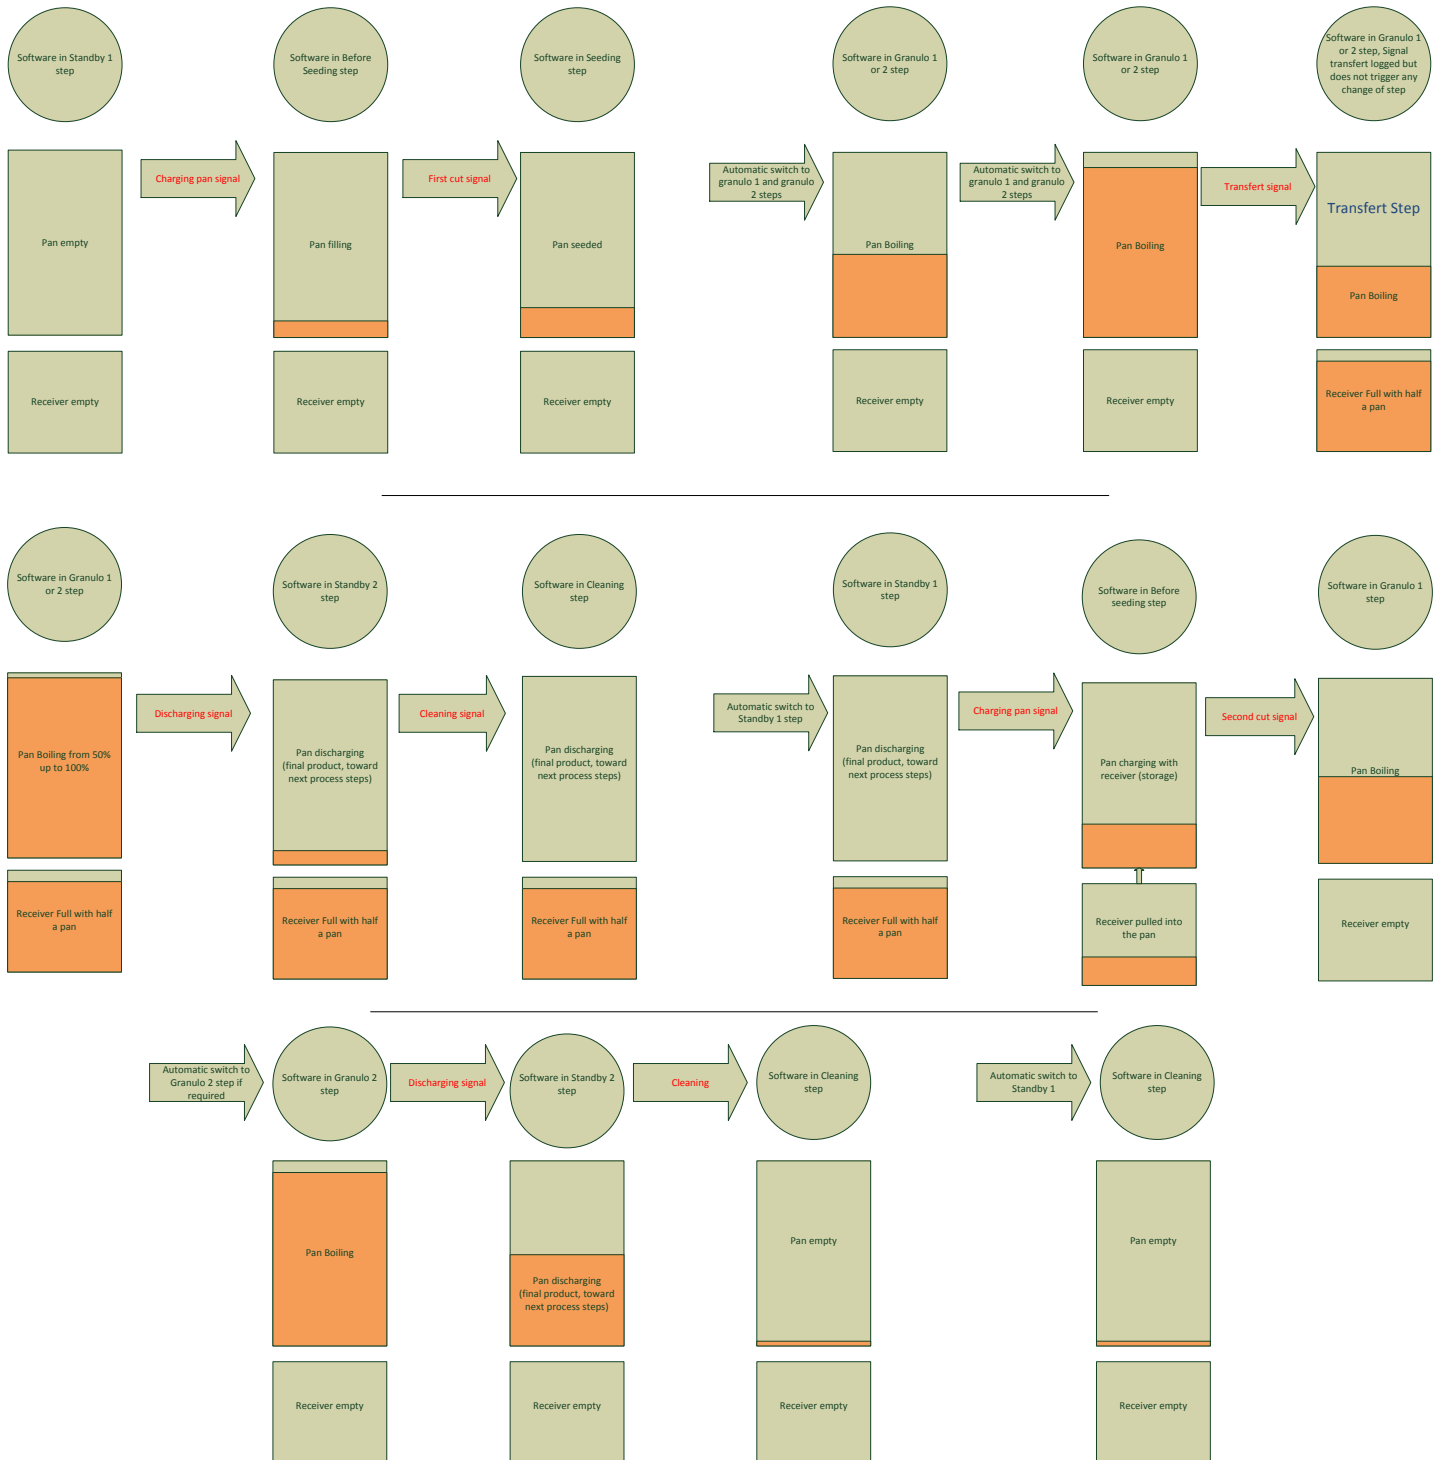 Software in Standby 1
step
Software in Before
Seeding step
Software in Seeding
step
Software in Granulo 1
or 2 step
Software in Granulo 1
or 2 step
Software in Granulo 1
or 2 step, Signal
transfert logged but
does not trigger any
change of step
Pan empty
Charging pan signal
Pan filling
First cut signal
Pan seeded
Automatic switch to
granulo 1 and granulo
2 steps
Pan Boiling
Automatic switch to
granulo 1 and granulo
2 steps
Pan Boiling
Transfert signal
Transfert Step
Pan Boiling
Receiver empty
Receiver empty
Receiver empty
Receiver empty
Receiver empty
Receiver Full with half
a pan
Software in Granulo 1
or 2 step
Software in Standby 2
step
Software in Cleaning
step
Software in Standby 1
step
Software in Before
seeding step
Software in Granulo 1
step
Pan Boiling from 50%
up to 100%
Discharging signal
Pan discharging
(final product, toward
next process steps)
Cleaning signal
Pan discharging
(final product, toward
next process steps)
Automatic switch to
Standby 1 step
Pan discharging
(final product, toward
next process steps)
Charging pan signal
Pan charging with
receiver (storage)
Second cut signal
Pan Boiling
Receiver Full with half
a pan
Receiver Full with half
a pan
Receiver Full with half
a pan
Receiver Full with half
a pan
Receiver pulled into
the pan
Receiver empty
Automatic switch to
Granulo 2 step if
required
Software in Granulo 2
step
Discharging signal
Software in Standby 2
step
Cleaning
Software in Cleaning
step
Automatic switch to
Standby 1
Software in Cleaning
step
Pan Boiling
Pan discharging
(final product, toward
next process steps)
Pan empty
Pan empty
Receiver empty
Receiver empty
Receiver empty
Receiver empty